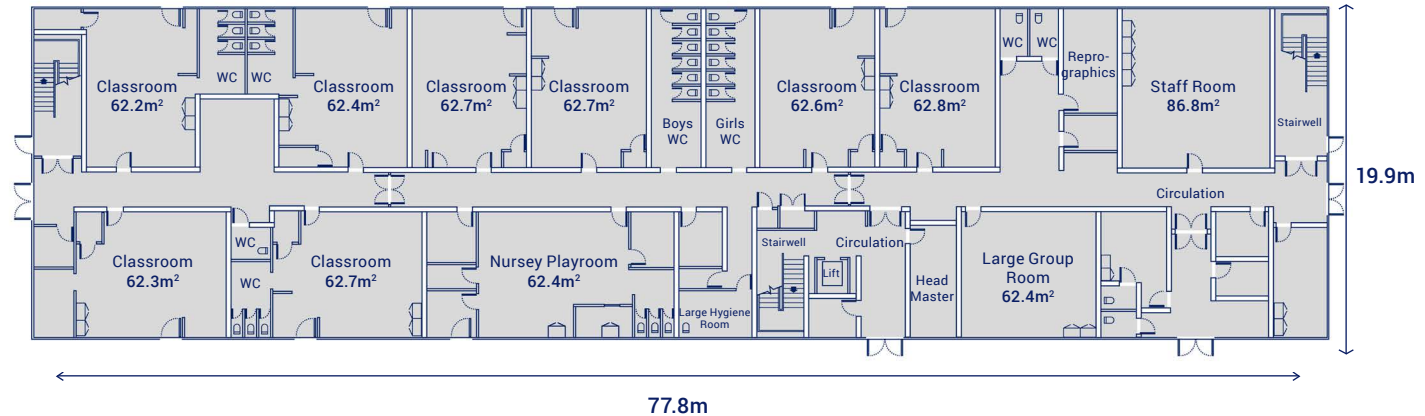 Classroom
62.2m²
WC
WC
Classroom
62.4m²
Classroom
62.7m²
Classroom
62.7m²
Boys
WC
Girls
WC
Classroom
62.6m²
Classroom
62.8m²
WC
WC
Repro-
graphics
Staff Room
86.8m²
Stairwell
19.9m
Circulation
Classroom
62.3m²
WC
WC
Classroom
62.7m²
Nursey Playroom
62.4m²
Large Hygiene
Room
Stairwell
Circulation
Lift
Head
Master
Large Group
Room
62.4m²
77.8m